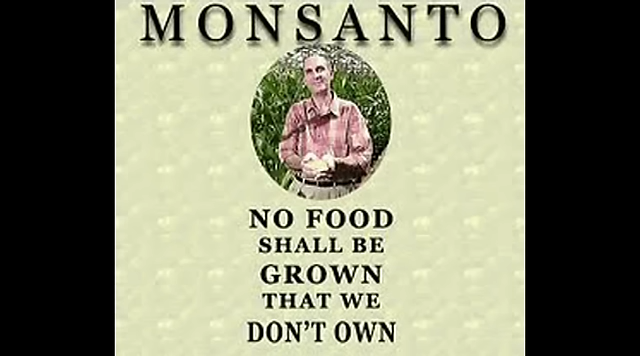 MONSANTO
NO FOOD
SHALL BE
GROWN
THAT WE
DON'T OWN